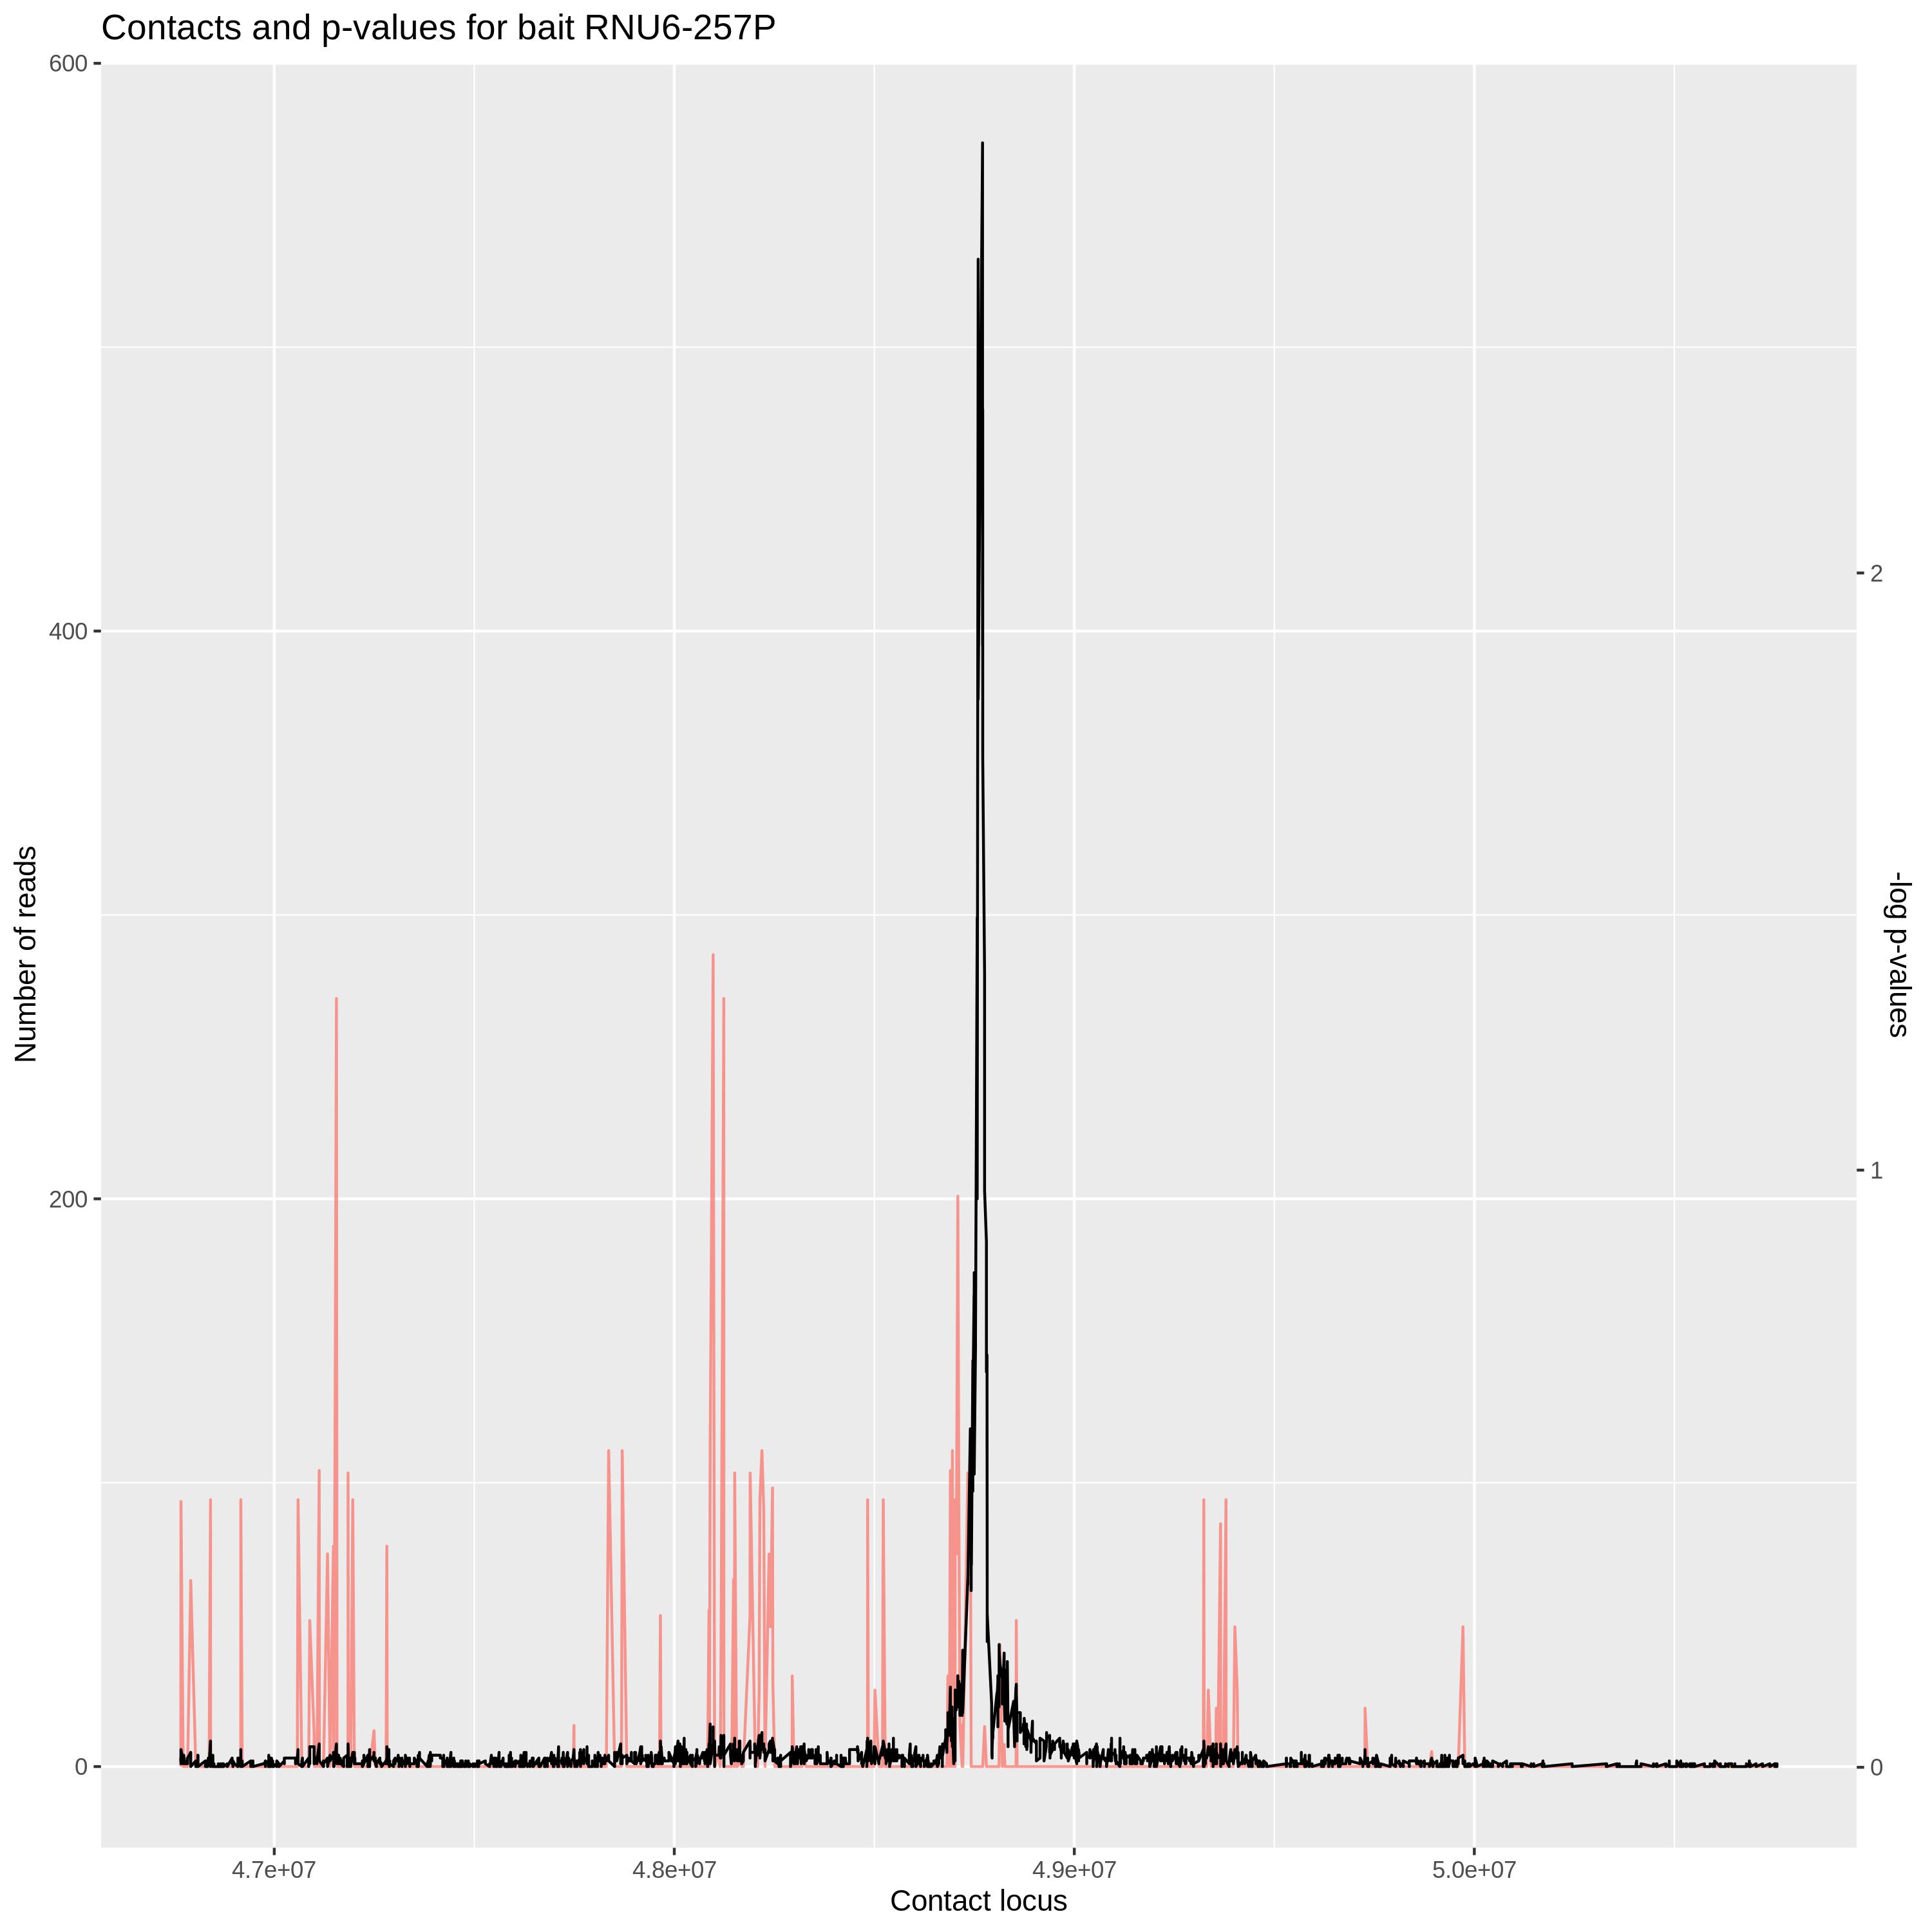 Contacts and p-values for bait RNU6-257P
600
400
200
0
Number of reads
2
1
0
-log p-values
4.7e+07
4.8e+07
4.9e+07
5.0e+07
Contact locus